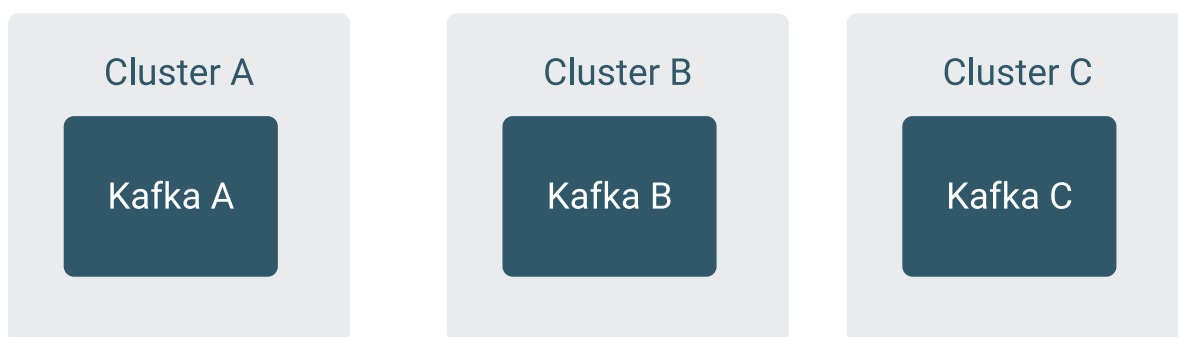 Cluster A
Cluster B
Cluster C
Kafka A
Kafka B
Kafka C